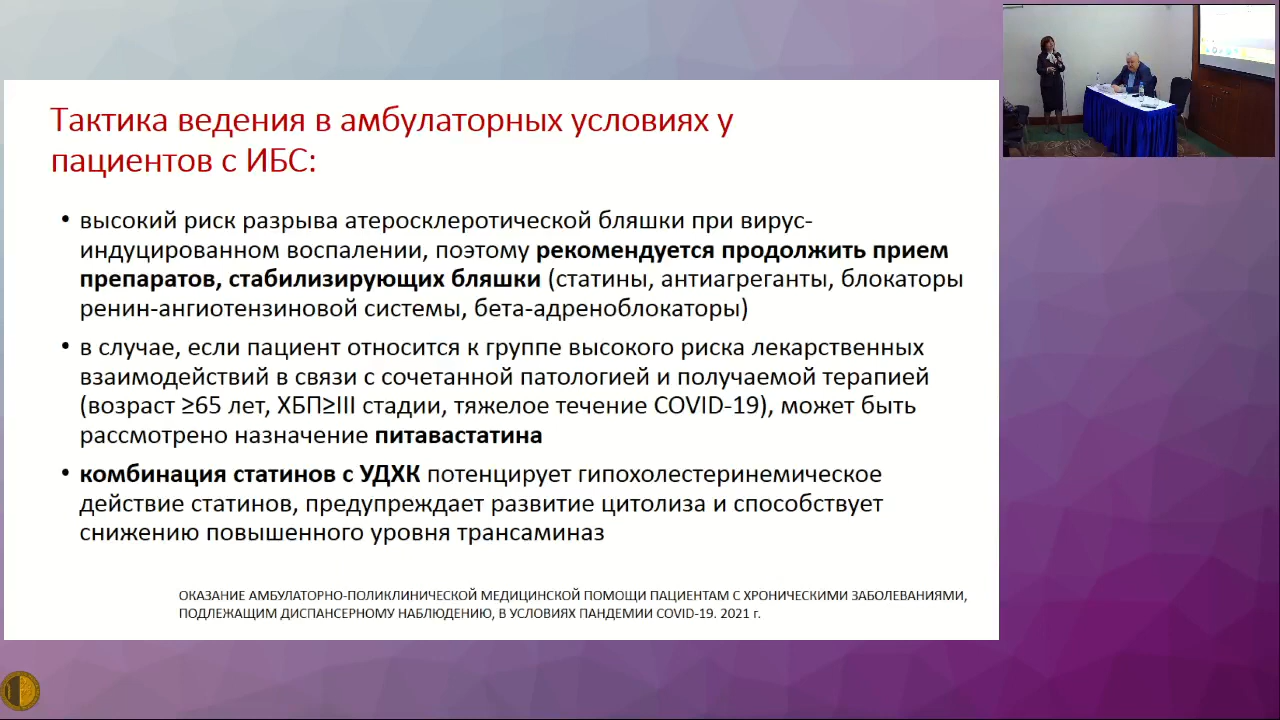 Тактика ведения в амбулаторных условиях у
пациентов с ИБС:
• высокий риск разрыва атеросклеротической бляшки при вирус-
индуцированном воспалении, поэтому рекомендуется продолжить прием
препаратов, стабилизирующих бляшки (статины, антиагреганты, блокаторы
ренин-ангиотензиновой системы, бета-адреноблокаторы)
• в случае, если пациент относится к группе высокого риска лекарственных
взаимодействий в связи с сочетанной патологией и получаемой терапией
(возраст ≥65 лет, ХБП≥III стадии, тяжелое течение COVID-19), может быть
рассмотрено назначение питавастатина
• комбинация статинов с УДХК потенцирует гипохолестеринемическое
действие статинов, предупреждает развитие цитолиза и способствует
снижению повышенного уровня трансаминаз
ОКАЗАНИЕ АМБУЛАТОРНО-ПОЛИКЛИНИЧЕСКОЙ МЕДИЦИНСКОЙ ПОМОЩИ ПАЦИЕНТАМ С ХРОНИЧЕСКИМИ ЗАБОЛЕВАНИЯМИ,
ПОДЛЕЖАЩИМ ДИСПАНСЕРНОМУ НАБЛЮДЕНИЮ, В УСЛОВИЯХ ПАНДЕМИИ COVID-19. 2021 г.